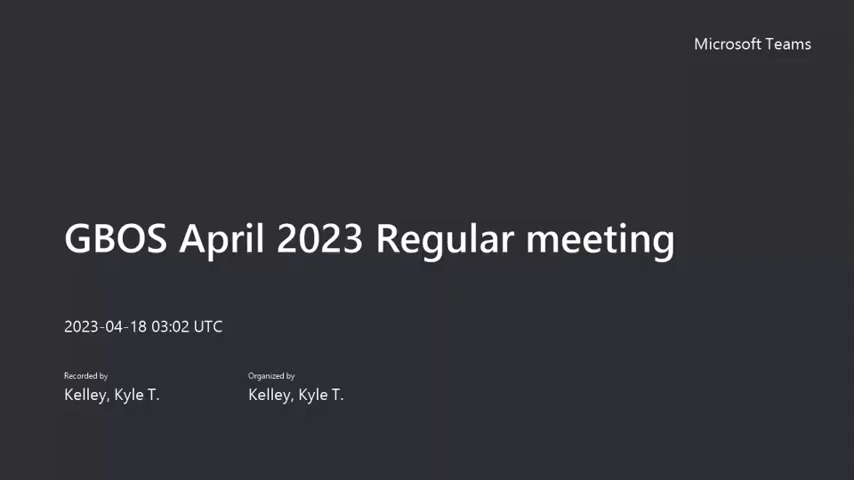 Microsoft Teams
GBOS April 2023 Regular meeting
2023-04-18 03:02 UTC
Recorded by
Kelley, Kyle T.
Organized by
Kelley, Kyle T.